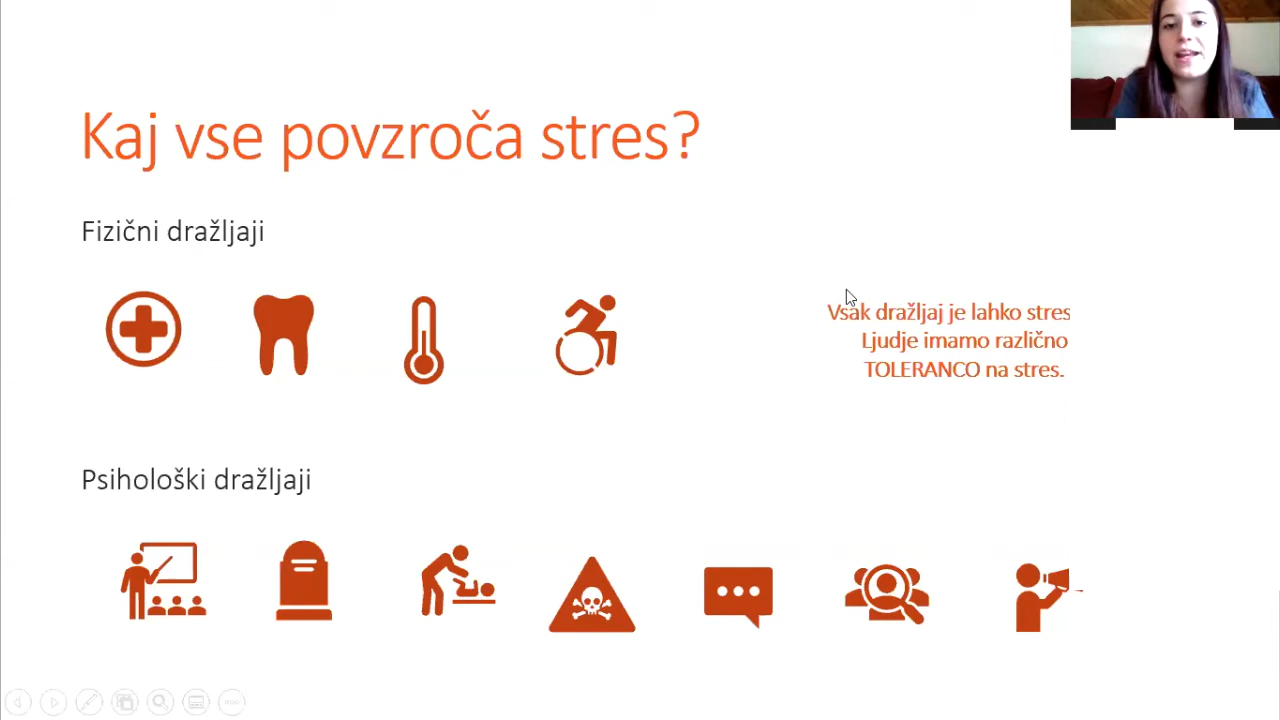 Kaj vse povzroča stres?
Fizični dražljaji
Vsak dražljaj je lahko stres
Ljudje imamo različno
TOLERANCO na stres.
Psihološki dražljaji